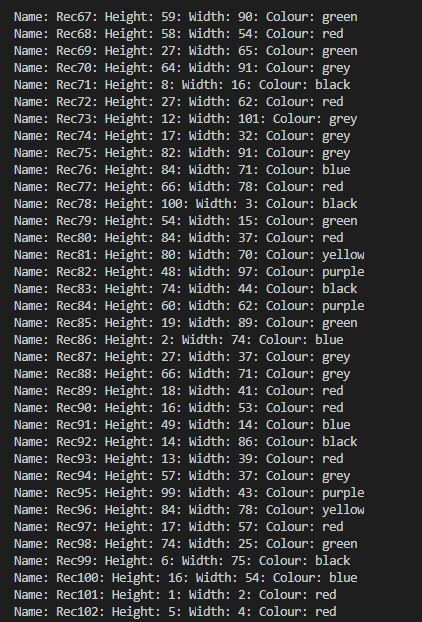 Name: Rec67: Height: 59: Width: 90: Colour: green
Name: Rec68: Height: 58: Width: 54: Colour: red
Name: Rec69: Height: 27: Width: 65: Colour: green
Name: Rec70: Height: 64: Width: 91: Colour: grey
Name: Rec71: Height: 8: Width: 16: Colour: black
Name: Rec72: Height: 27: Width: 62: Colour: red
Name: Rec73: Height: 12: Width: 101: Colour: grey
Name: Rec74: Height: 17: Width: 32: Colour: grey
Name: Rec75: Height: 82: Width: 91: Colour: grey
Name: Rec76: Height: 84: Width: 71: Colour: blue
Name: Rec77: Height: 66: Width: 78: Colour: red
Name: Rec78: Height: 100: Width: 3: Colour: black
Name: Rec79: Height: 54: Width: 15: Colour: green
Name: Rec80: Height: 84: Width: 37: Colour: red
Name: Rec81: Height: 80: Width: 70: Colour: yellow
Name: Rec82: Height: 48: Width: 97: Colour: purple
Name: Rec83: Height: 74: Width: 44: Colour: black
Name: Rec84: Height: 60: Width: 62: Colour: purple
Name: Rec85: Height: 19: Width: 89: Colour: green
Name: Rec86: Height: 2: Width: 74: Colour: blue
Name: Rec87: Height: 27: Width: 37: Colour: grey
Name: Rec88: Height: 66: Width: 71: Colour: grey
Name: Rec89: Height: 18: Width: 41: Colour: red
Name: Rec90: Height: 16: Width: 53: Colour: red
Name: Rec91: Height: 49: Width: 14: Colour: blue
Name: Rec92: Height: 14: Width: 86: Colour: black
Name: Rec93: Height: 13: Width: 39: Colour: red
Name: Rec94: Height: 57: Width: 37: Colour: grey
Name: Rec95: Height: 99: Width: 43: Colour: purple
Name: Rec96: Height: 84: Width: 78: Colour: yellow
Name: Rec97: Height: 17: Width: 57: Colour: red
Name: Rec98: Height: 74: Width: 25: Colour: green
Name: Rec99: Height: 6: Width: 75: Colour: black
Name: Rec100: Height: 16: Width: 54: Colour: blue
Name: Rec101: Height: 1: Width: 2: Colour: red
Name: Rec102: Height: 5: Width: 4: Colour: red